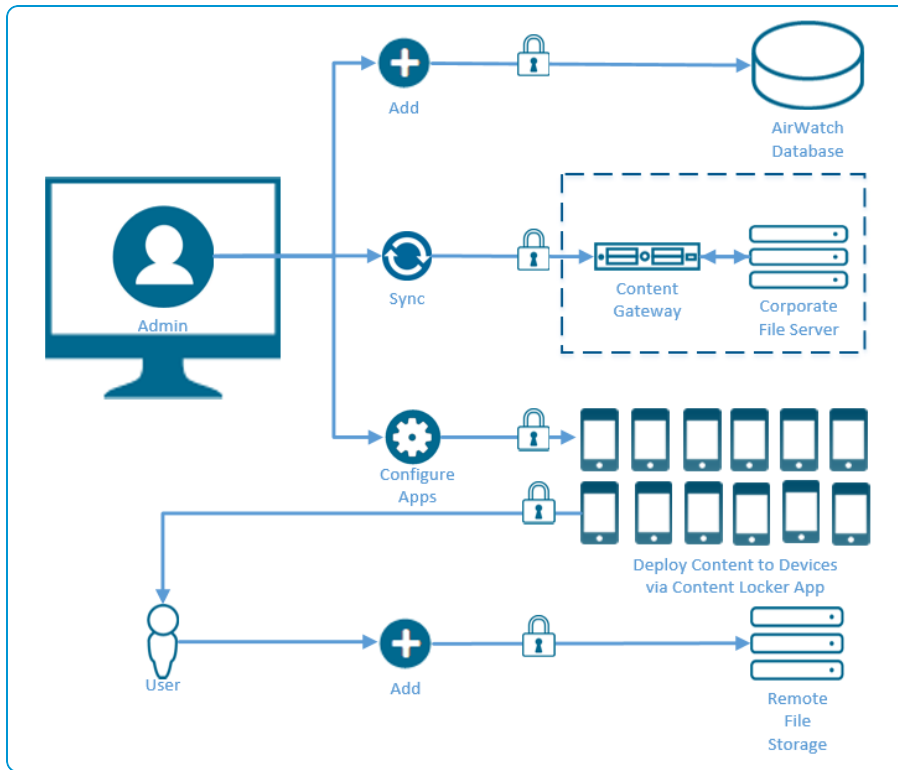 Add
AirWatch
Database
Admin
Sync
Content
Gateway
Corporate
File Server
Configure
Apps
Deploy Content to Devices
via Content Locker App
User
Add
Remote
File
Storage